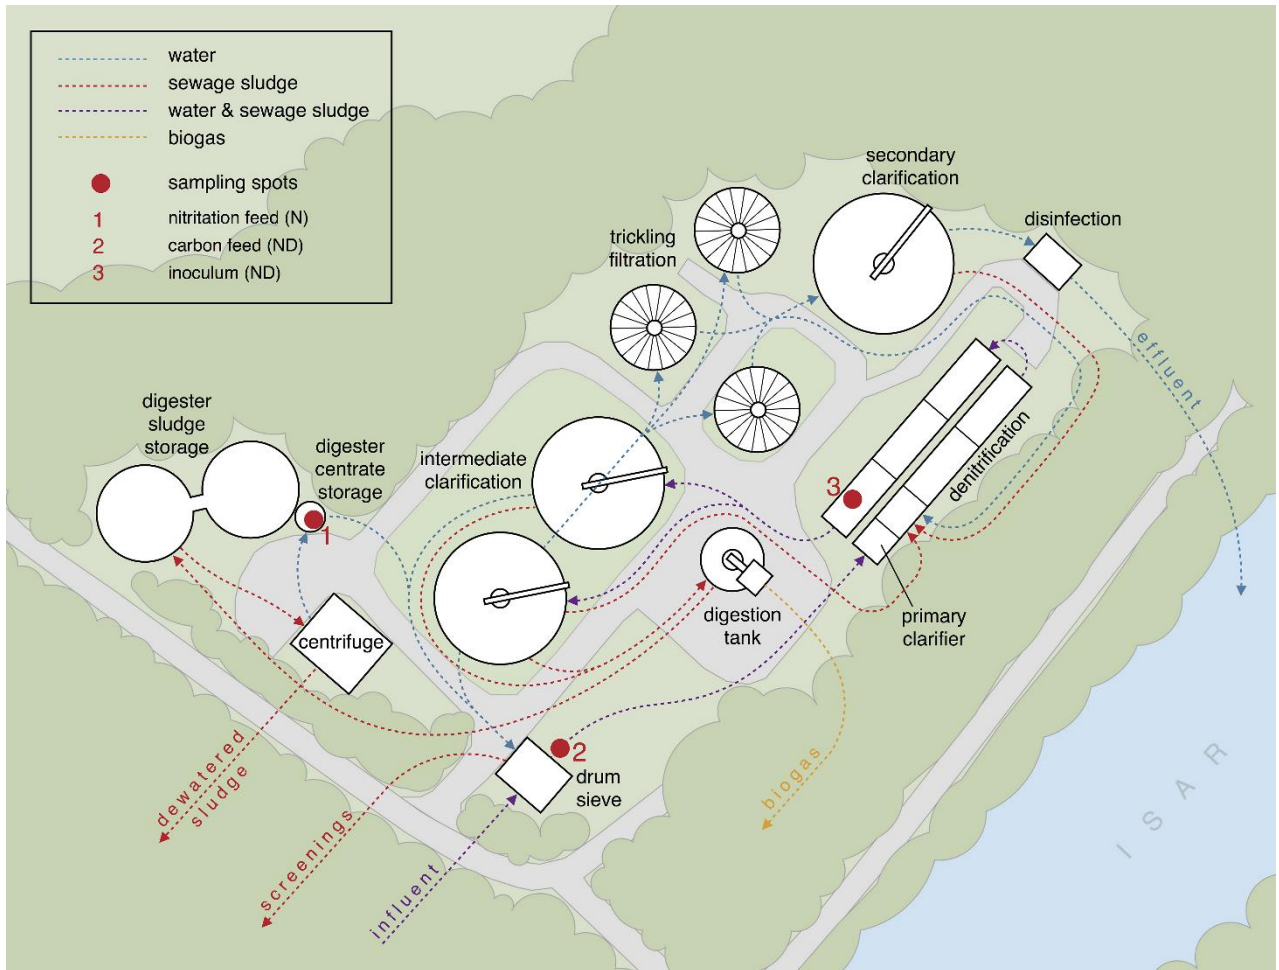 water
sewage sludge
water & sewage sludge
biogas
sampling spots
1 nitritation feed (N)
2 carbon feed (ND)
3 inoculum (ND)
secondary
clarification
disinfection
trickling
filtration
effluent
digester
sludge
storage
digester
centrate
storage
intermediate
clarification
denitrification
3
1
digestion
tank
primary
clarifier
centrifuge
2
drum
sieve
dewatered
sludge
screenings
influent
biogas
ISAR